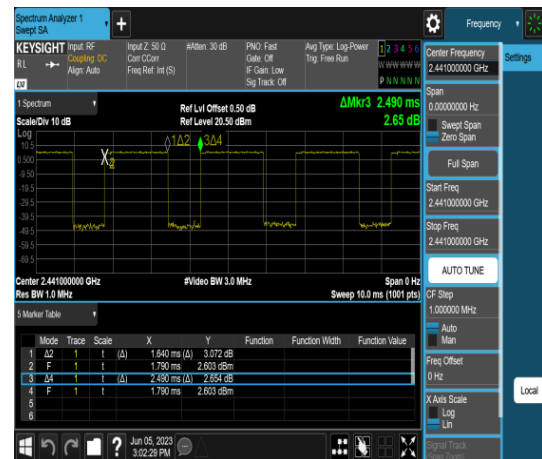 Spectrum Analyzer 1
Swept SA
Frequency
KEYSIGHT
R L
Input: RF
Coupling: DC
Align: Auto
Input Z: 50 Ω
Corr CCorr
Freq Ref: Int (S)
#Atten: 30 dB
PNO: Fast
Gate: Off
IF Gain: Low
Sig Track: Off
Avg Type: Log-Power
Trig: Free Run
1 2 3 4 5 6
W W W W W W
P N N N N N
Center Frequency
2.441000000 GHz
Settings
Span
0.00000000 Hz
Swept Span
Zero Span
Full Span
Start Freq
2.441000000 GHz
Stop Freq
2.441000000 GHz
AUTO TUNE
CF Step
1.000000 MHz
Auto
Man
Freq Offset
0 Hz
X Axis Scale
Log
Lin
Local
Signal Track
(Span Zoom)
1 Spectrum
Scale/Div 10 dB
Ref Lvl Offset 0.50 dB
Ref Level 20.50 dBm
ΔMkr3 2.490 ms
2.65 dB
Log
10.5
0.500
-9.50
-19.5
-29.5
-39.5
-49.5
-59.5
-69.5
1Δ2
3Δ4
Center 2.441000000 GHz
Res BW 1.0 MHz
#Video BW 3.0 MHz
Span 0 Hz
Sweep 10.0 ms (1001 pts)
5 Marker Table
Mode Trace Scale X Y Function Function Width Function Value
1 Δ2 1 t (Δ) 1.640 ms (Δ) 3.072 dB
2 F 1 t 1.790 ms 2.603 dBm
3 Δ4 1 t (Δ) 2.490 ms (Δ) 2.654 dB
4 F 1 t 1.790 ms 2.603 dBm
5
6
Jun 05, 2023
3:02:29 PM